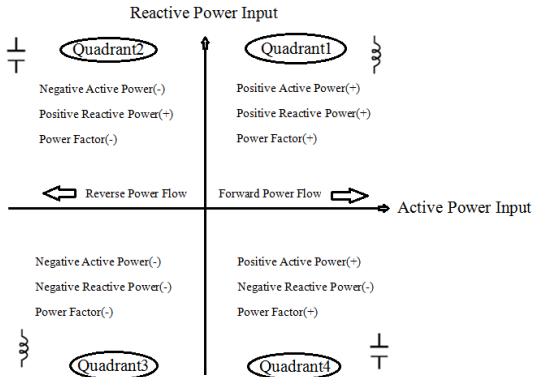 Reactive Power Input
Quadrant2
Quadrant1
Negative Active Power(-)
Positive Reactive Power(+)
Power Factor(-)
Positive Active Power(+)
Positive Reactive Power(+)
Power Factor(+)
Reverse Power Flow
Forward Power Flow
Active Power Input
Negative Active Power(-)
Negative Reactive Power(-)
Power Factor(-)
Positive Active Power(+)
Negative Reactive Power(-)
Power Factor(+)
Quadrant3
Quadrant4